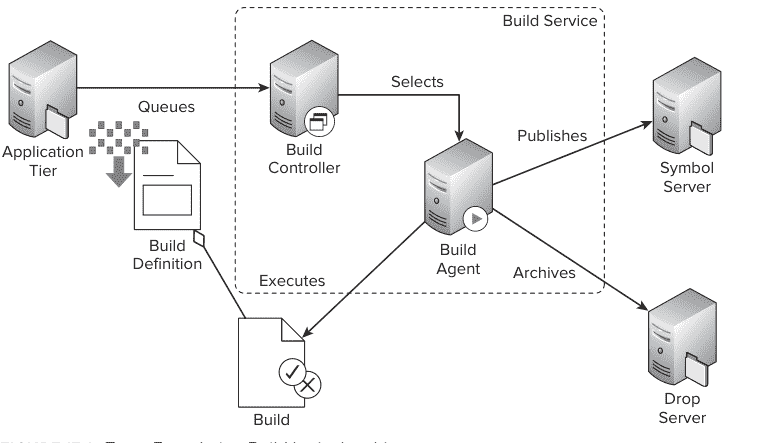 Build Service
Selects
Queues
Publishes
Application
Tier
Build
Controller
Symbol
Server
Build
Definition
Build
Agent
Executes
Archives
Build
Drop
Server